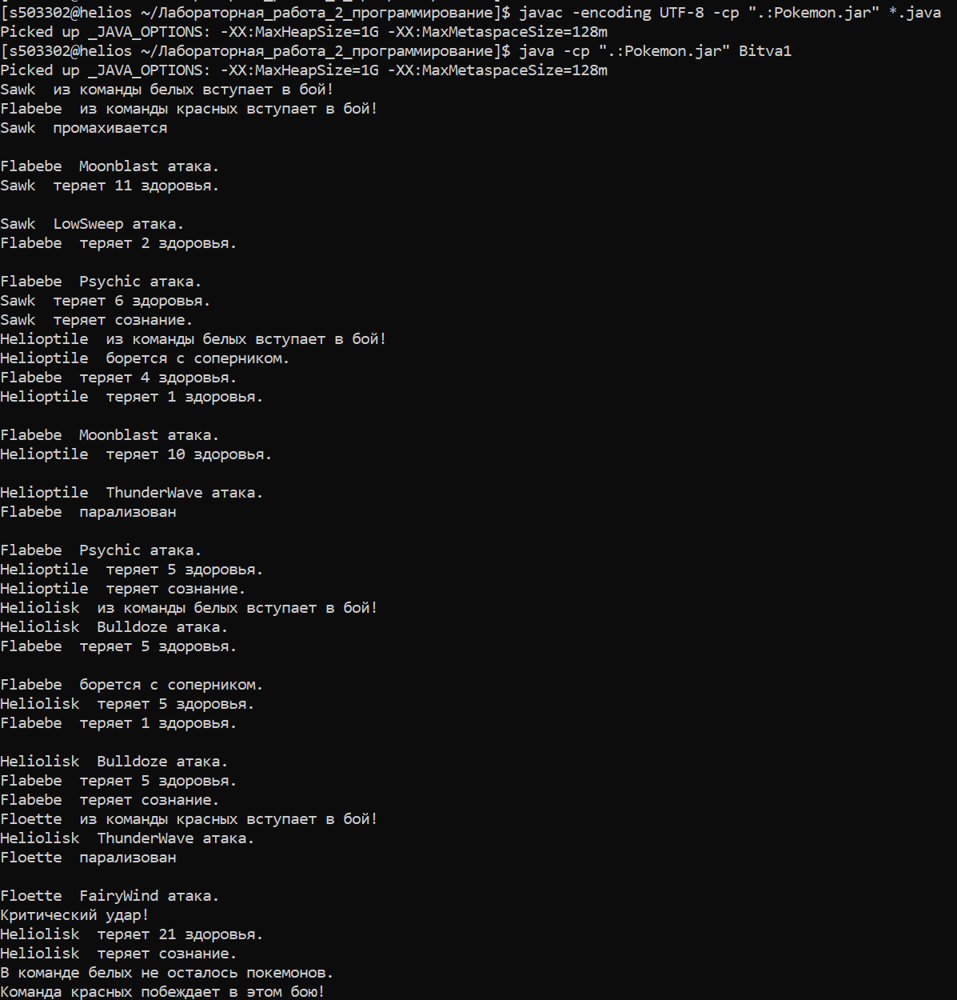 [s503302@helios ~/Лабораторная_работа_2_программирование]$ javac -encoding UTF-8 -cp ".:Pokemon.jar" *.java
Picked up _JAVA_OPTIONS: -XX:MaxHeapSize=1G -XX:MaxMetaspaceSize=128m
[s503302@helios ~/Лабораторная_работа_2_программирование]$ java -cp ".:Pokemon.jar" Bitva1
Picked up _JAVA_OPTIONS: -XX:MaxHeapSize=1G -XX:MaxMetaspaceSize=128m
Sawk  из команды белых вступает в бой!
Flabebe  из команды красных вступает в бой!
Sawk  промахивается

Flabebe  Moonblast атака.
Sawk  теряет 11 здоровья.

Sawk  LowSweep атака.
Flabebe  теряет 2 здоровья.

Flabebe  Psychic атака.
Sawk  теряет 6 здоровья.
Sawk  теряет сознание.
Helioptile  из команды белых вступает в бой!
Helioptile  борется с соперником.
Flabebe  теряет 4 здоровья.
Helioptile  теряет 1 здоровья.

Flabebe  Moonblast атака.
Helioptile  теряет 10 здоровья.

Helioptile  ThunderWave атака.
Flabebe  парализован

Flabebe  Psychic атака.
Helioptile  теряет 5 здоровья.
Helioptile  теряет сознание.
Heliolisk  из команды белых вступает в бой!
Heliolisk  Bulldoze атака.
Flabebe  теряет 5 здоровья.

Flabebe  борется с соперником.
Heliolisk  теряет 5 здоровья.
Flabebe  теряет 1 здоровья.

Heliolisk  Bulldoze атака.
Flabebe  теряет 5 здоровья.
Flabebe  теряет сознание.
Floette  из команды красных вступает в бой!
Heliolisk  ThunderWave атака.
Floette  парализован

Floette  FairyWind атака.
Критический удар!
Heliolisk  теряет 21 здоровья.
Heliolisk  теряет сознание.
В команде белых не осталось покемонов.
Команда красных побеждает в этом бою!